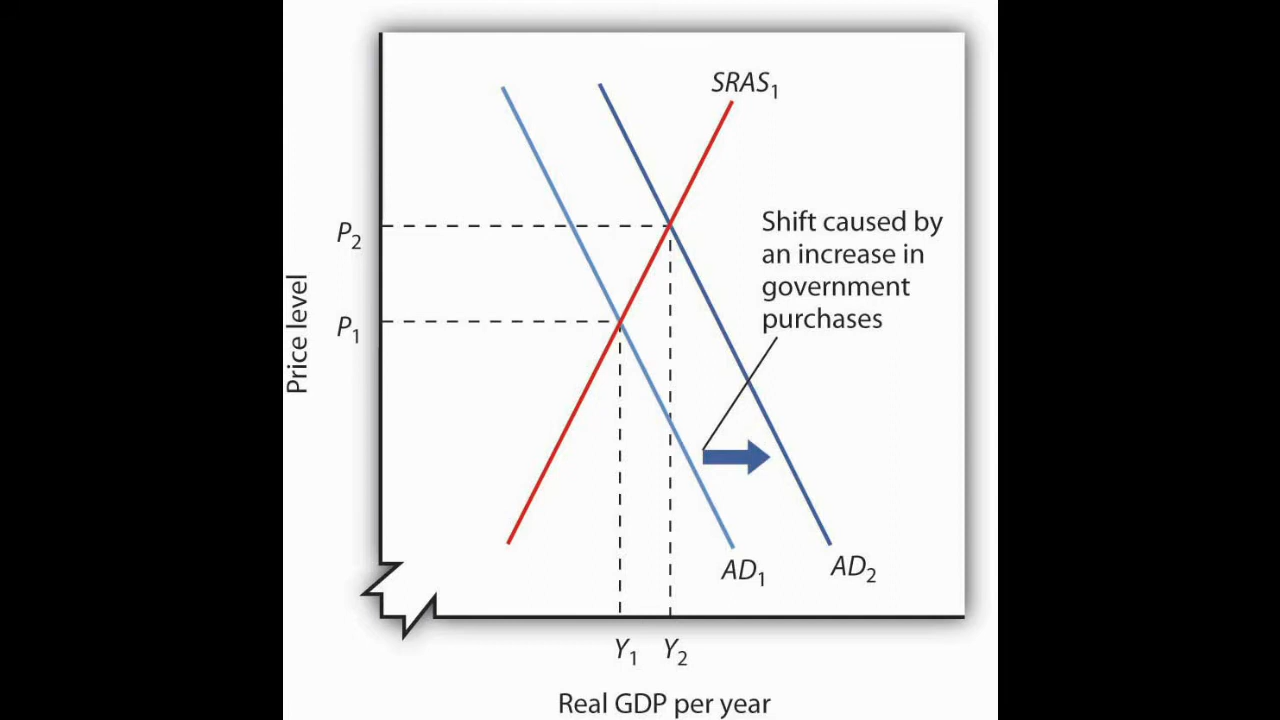 SRAS1
Shift caused by
an increase in
government
purchases
P2
P1
Price level
AD1
AD2
Y1
Y2
Real GDP per year